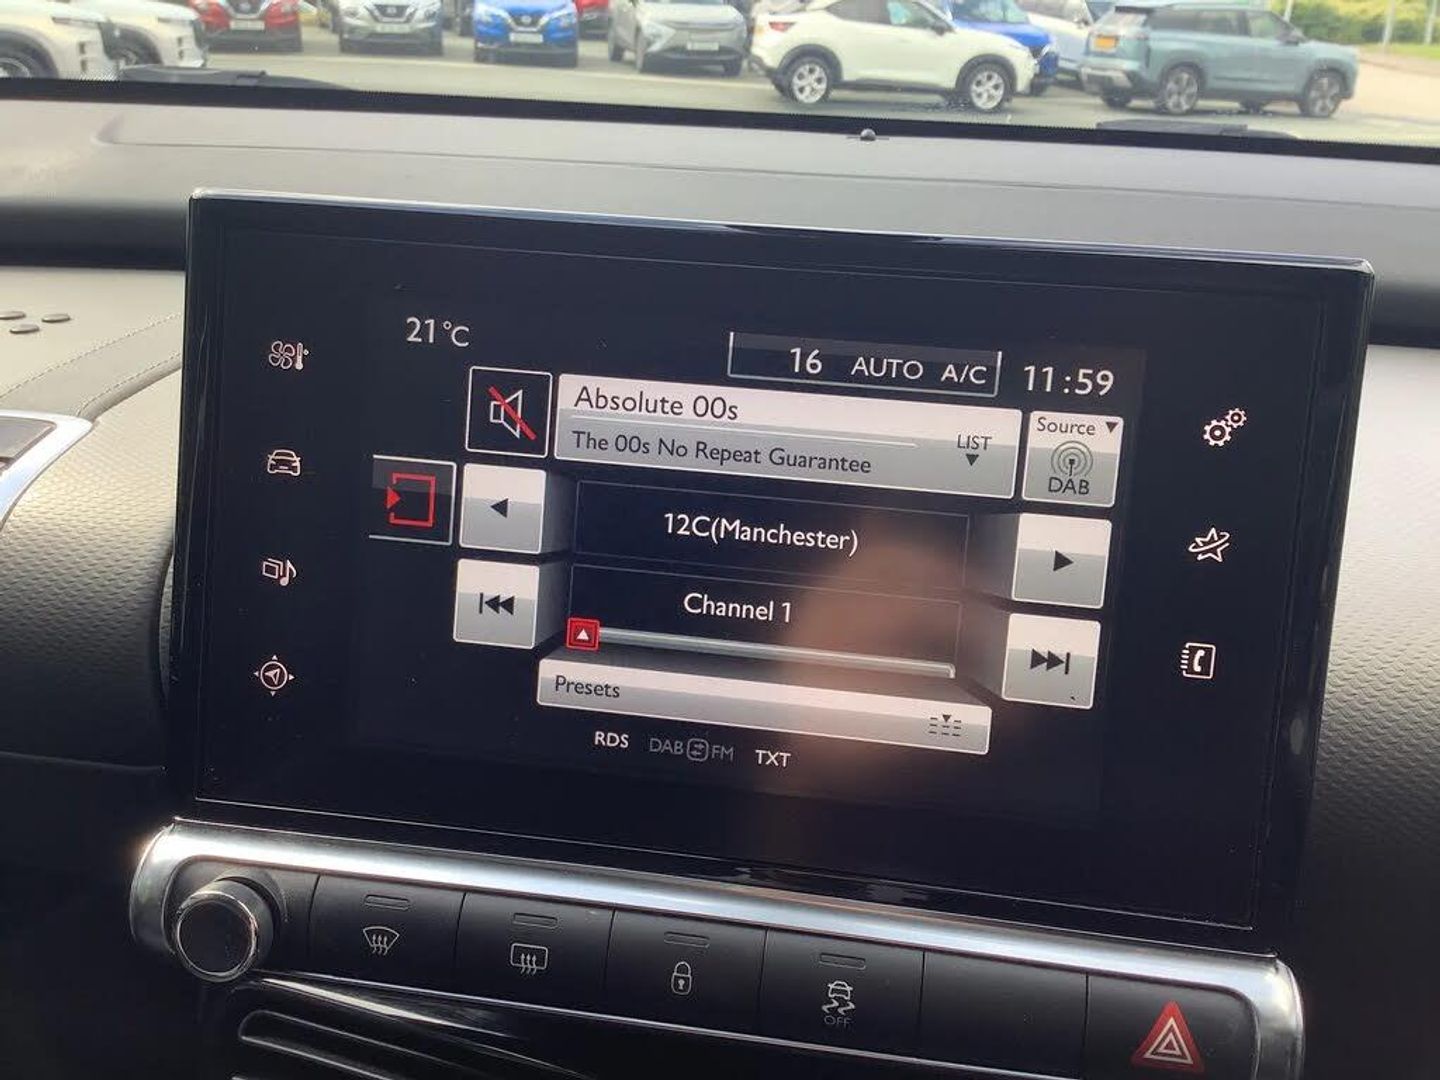 21°C
16 AUTO A/C
11:59
Absolute 00s
The 00s No Repeat Guarantee
LIST
Source
DAB
12C(Manchester)
Channel 1
Presets
RDS DAB FM TXT
OFF